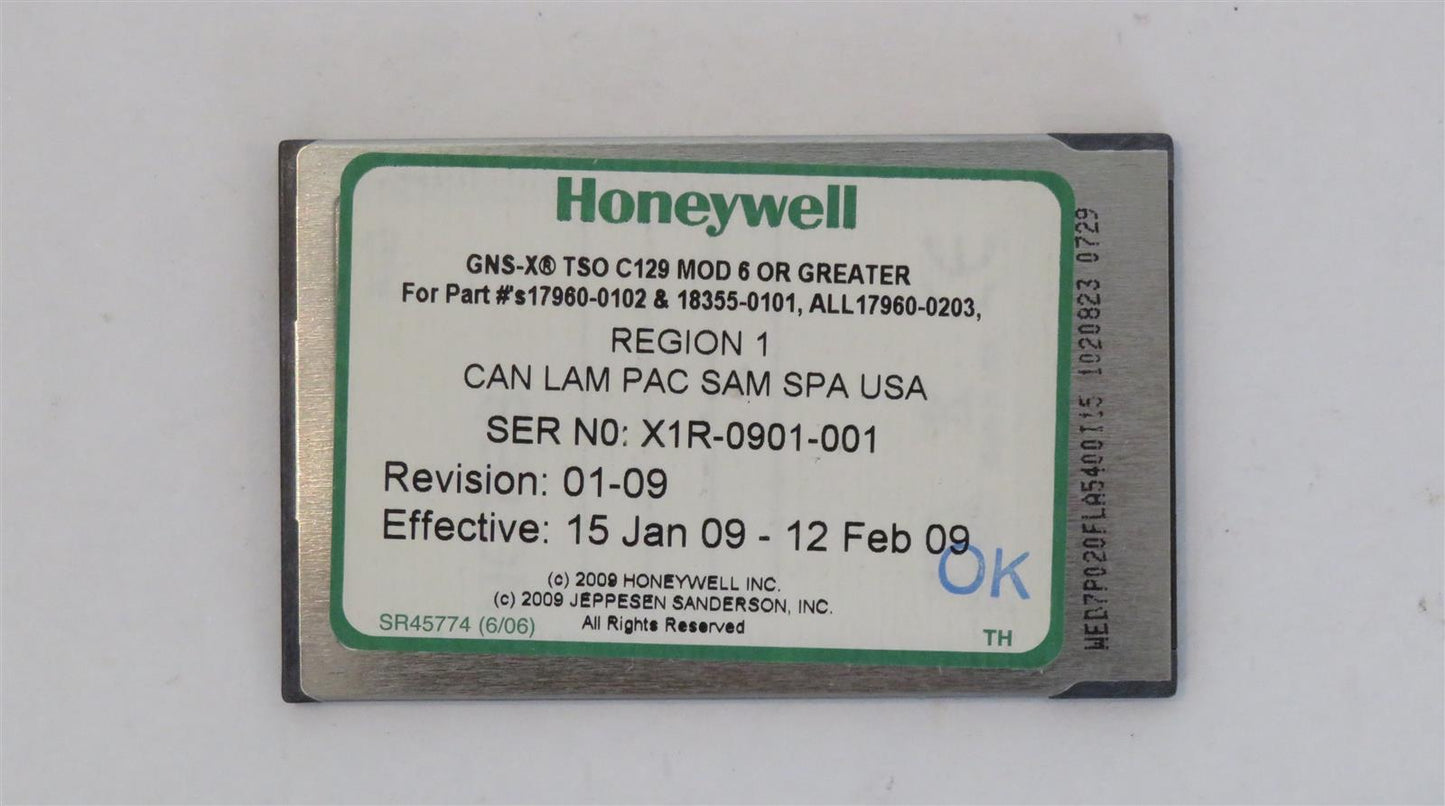 Honeywell
GNS-X® TSO C129 MOD 6 OR GREATER
For Part #'s17960-0102 & 18355-0101, ALL17960-0203,
REGION 1
CAN LAM PAC SAM SPA USA
SER N0: X1R-0901-001
Revision: 01-09
Effective: 15 Jan 09 - 12 Feb 09
OK
(c) 2009 HONEYWELL INC.
(c) 2009 JEPPESEN SANDERSON, INC.
All Rights Reserved
SR45774 (6/06)
TH
WED7P020FLA5400I15 1020823 0729